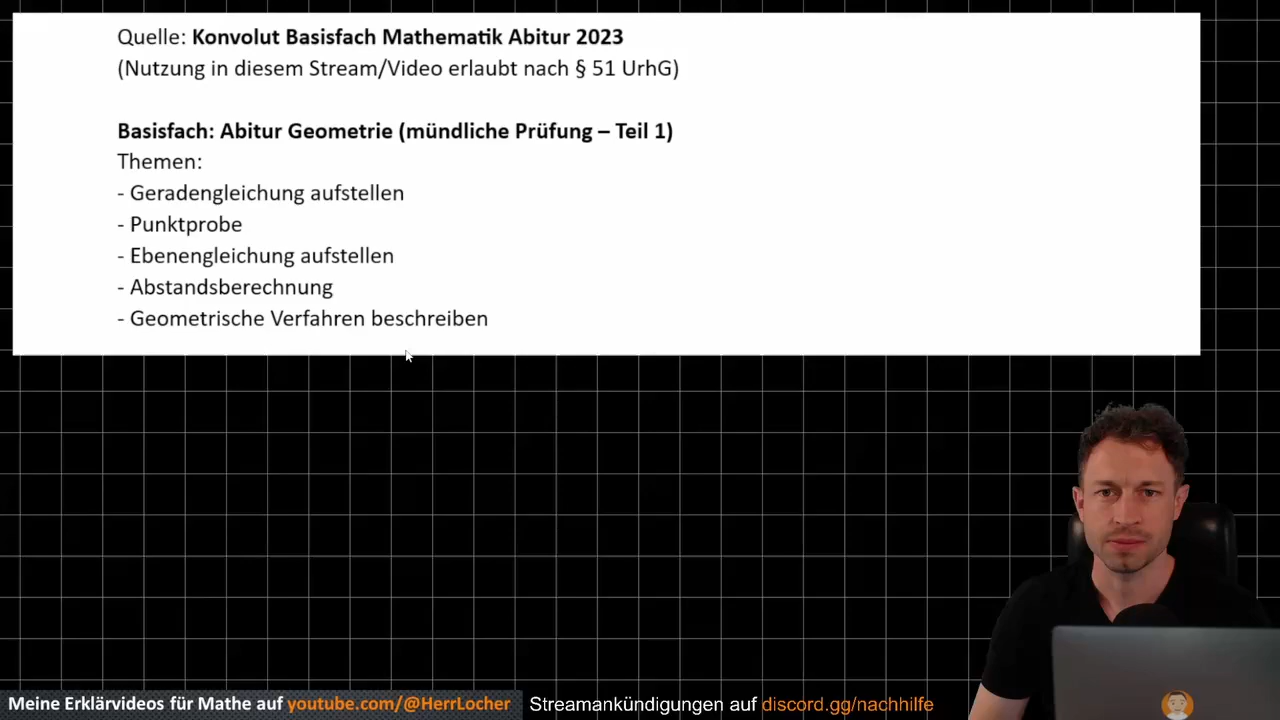 Quelle: Konvolut Basisfach Mathematik Abitur 2023
(Nutzung in diesem Stream/Video erlaubt nach § 51 UrhG)
Basisfach: Abitur Geometrie (mündliche Prüfung – Teil 1)
Themen:
- Geradengleichung aufstellen
- Punktprobe
- Ebenengleichung aufstellen
- Abstandsberechnung
- Geometrische Verfahren beschreiben
Meine Erklärvideos für Mathe auf youtube.com/@HerrLocher Streamankündigungen auf discord.gg/nachhilfe